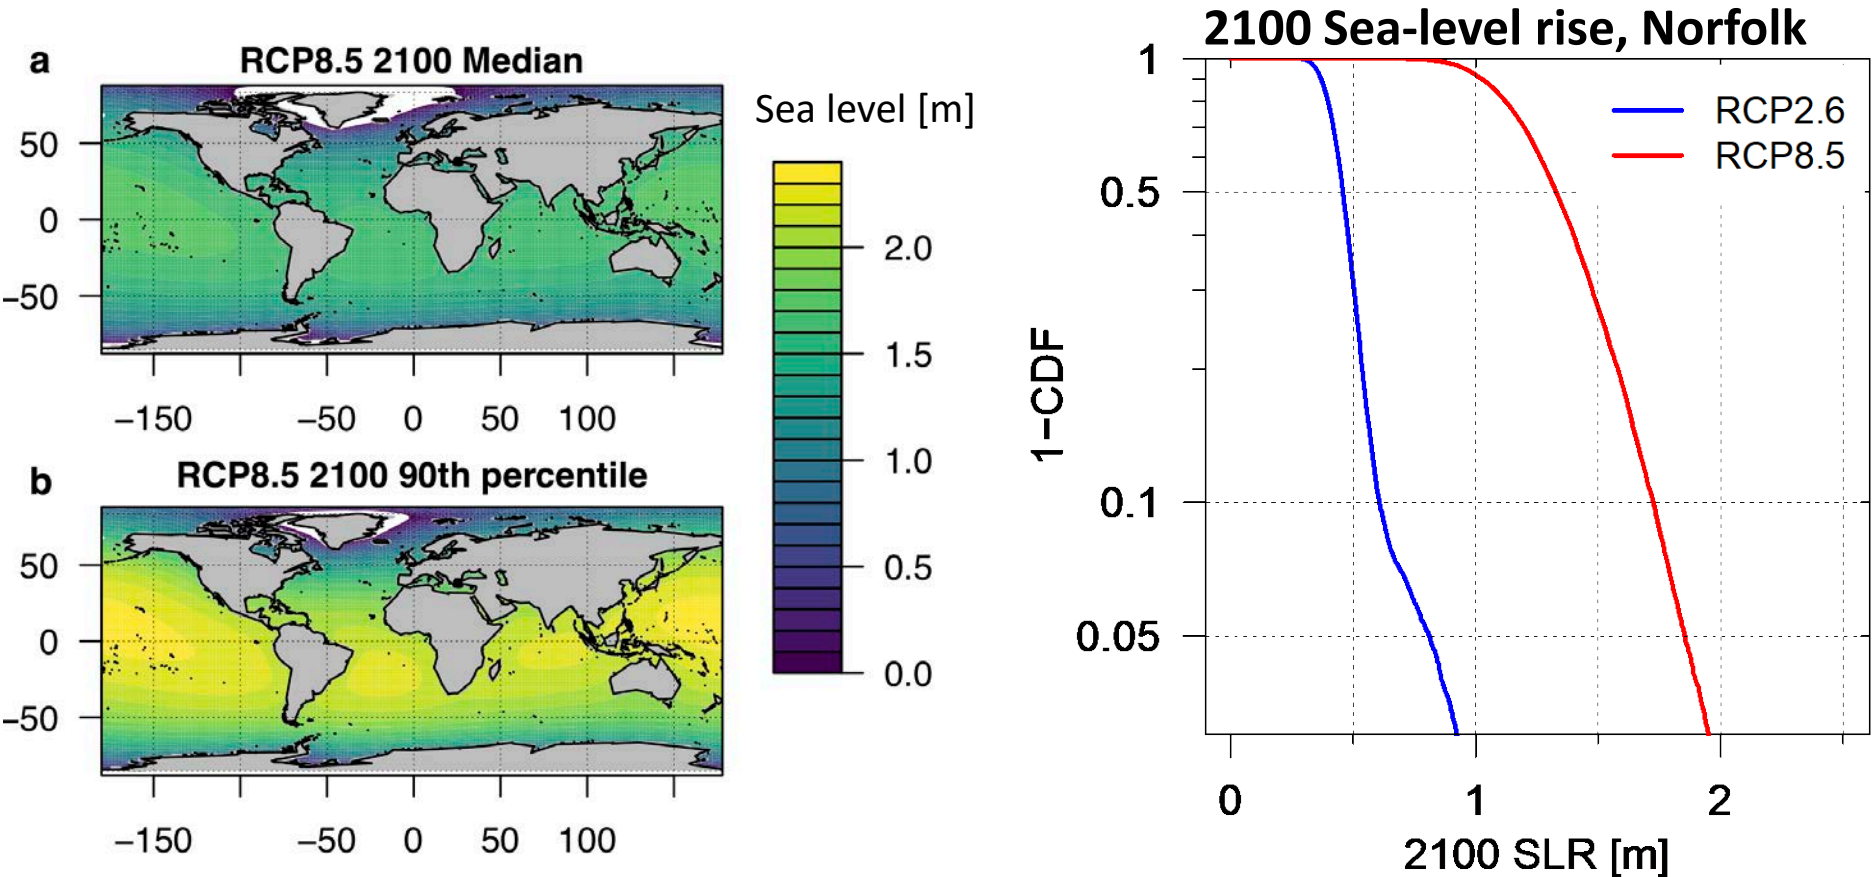 a
RCP8.5 2100 Median
50
0
−50
−150 −50 0 50 100
b
RCP8.5 2100 90th percentile
50
0
−50
−150 −50 0 50 100
Sea level [m]
2.0
1.5
1.0
0.5
0.0
2100 Sea-level rise, Norfolk
1
0.5
0.1
0.05
1−CDF
RCP2.6
RCP8.5
0 1 2
2100 SLR [m]